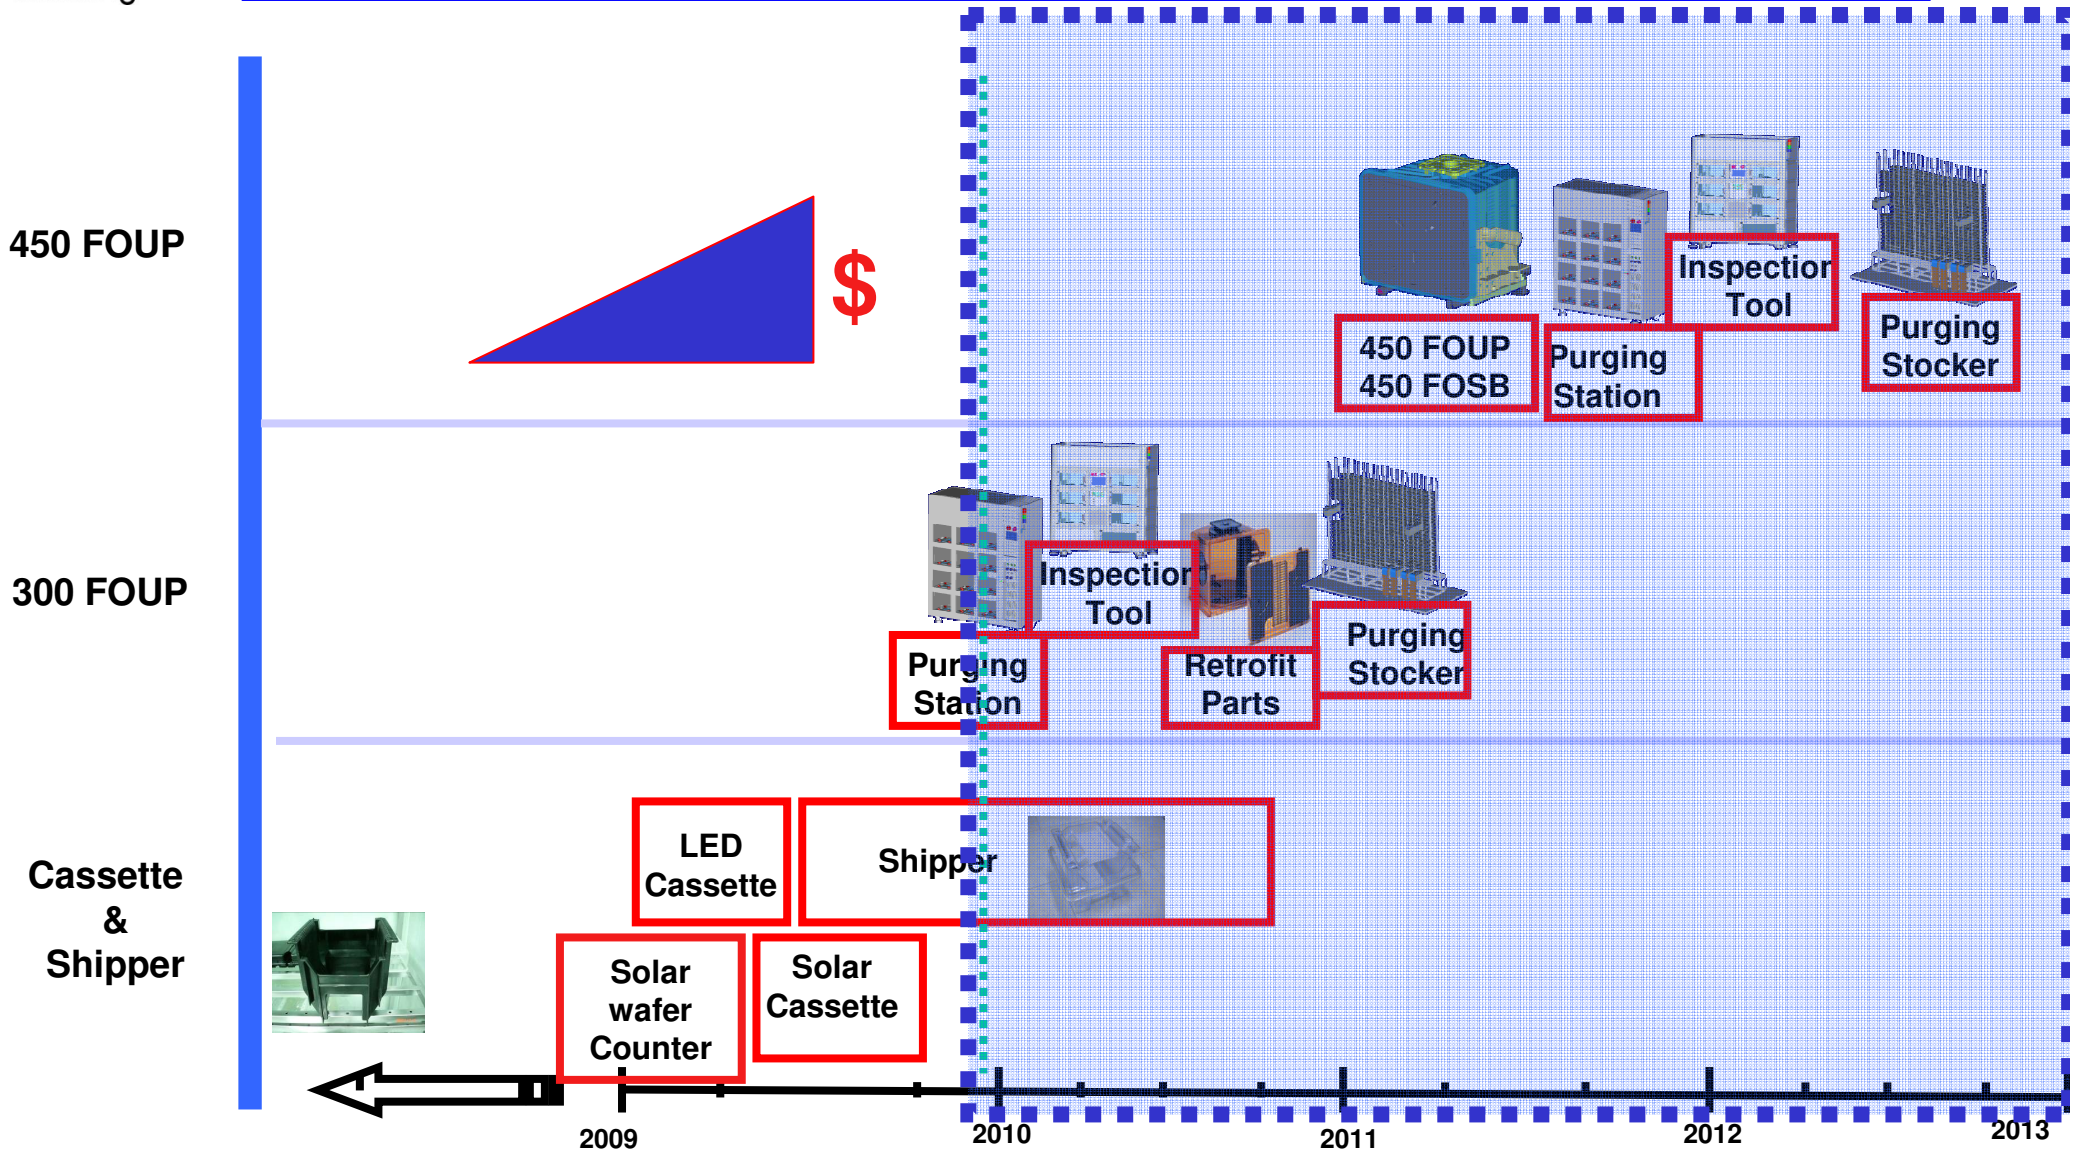 450 FOUP
$
Inspection
Tool
450 FOUP
450 FOSB
Purging
Station
Purging
Stocker
300 FOUP
Inspection
Tool
Purging
Station
Retrofit
Parts
Purging
Stocker
Cassette
&
Shipper
LED
Cassette
Shipper
Solar
wafer
Counter
Solar
Cassette
2009
2010
2011
2012
2013